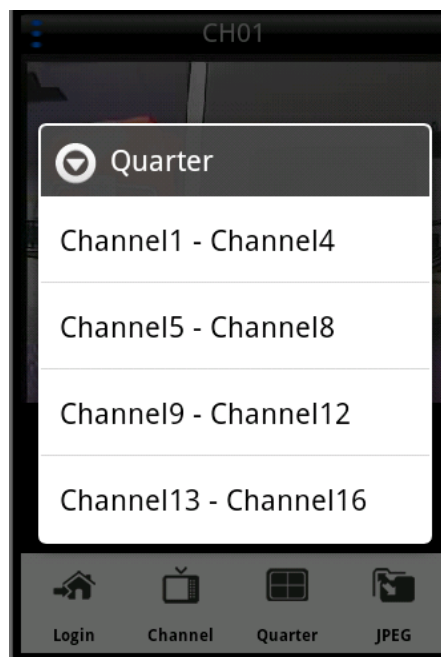 CH01
Quarter
Channel1 - Channel4
Channel5 - Channel8
Channel9 - Channel12
Channel13 - Channel16
Login Channel Quarter JPEG